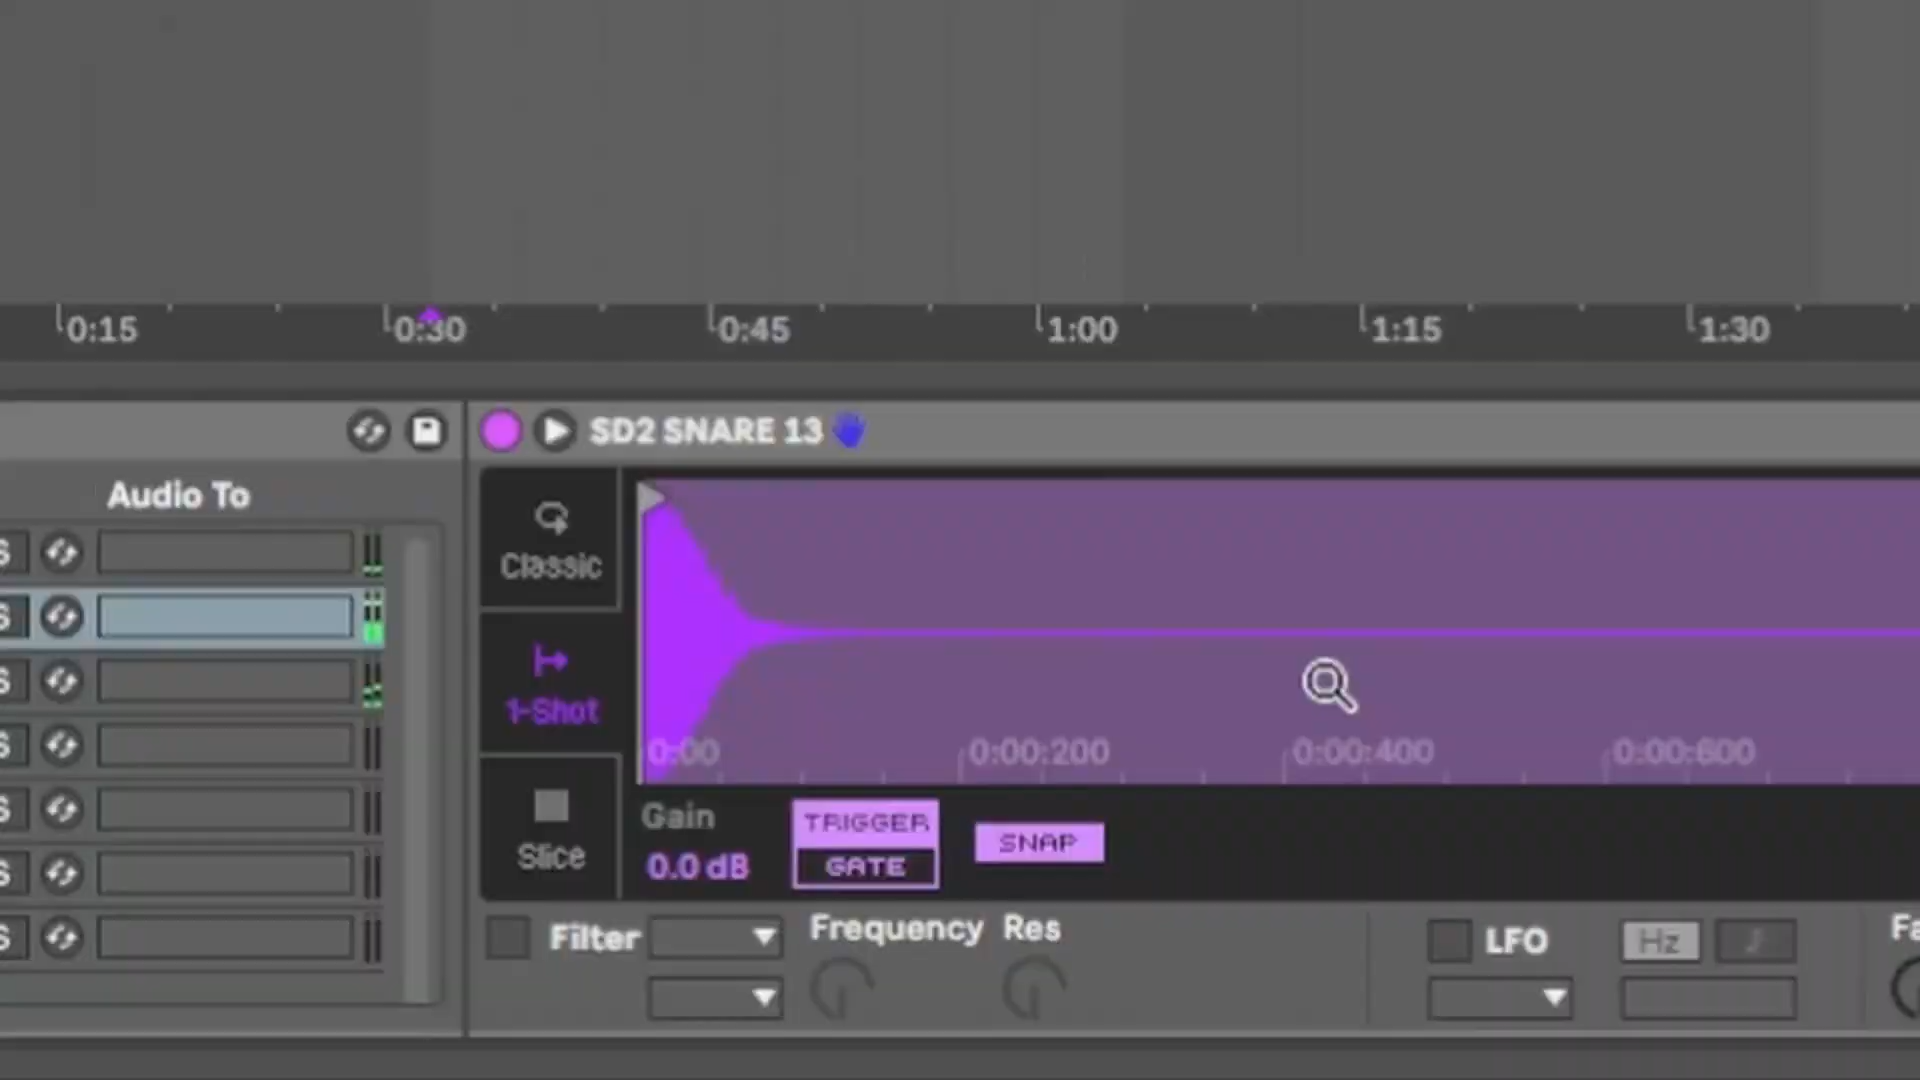 0:15 0:30 0:45 1:00 1:15 1:30
SD2 SNARE 13
Audio To
S
S
S
S
S
S
S
Classic
1-Shot
Slice
0:00 0:00:200 0:00:400 0:00:600
Gain
0.0 dB
TRIGGER
GATE
SNAP
Filter Frequency Res
LFO Hz
Fa